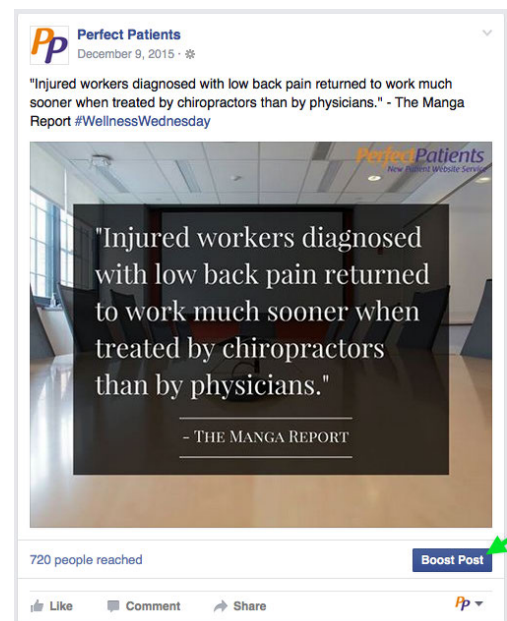 Pp
Perfect Patients
December 9, 2015 ·
"Injured workers diagnosed with low back pain returned to work much
sooner when treated by chiropractors than by physicians." - The Manga
Report #WellnessWednesday
PerfectPatients
New Patient Website Service
"Injured workers diagnosed
with low back pain returned
to work much sooner when
treated by chiropractors
than by physicians."
- THE MANGA REPORT
720 people reached
Boost Post
Like Comment Share
Pp